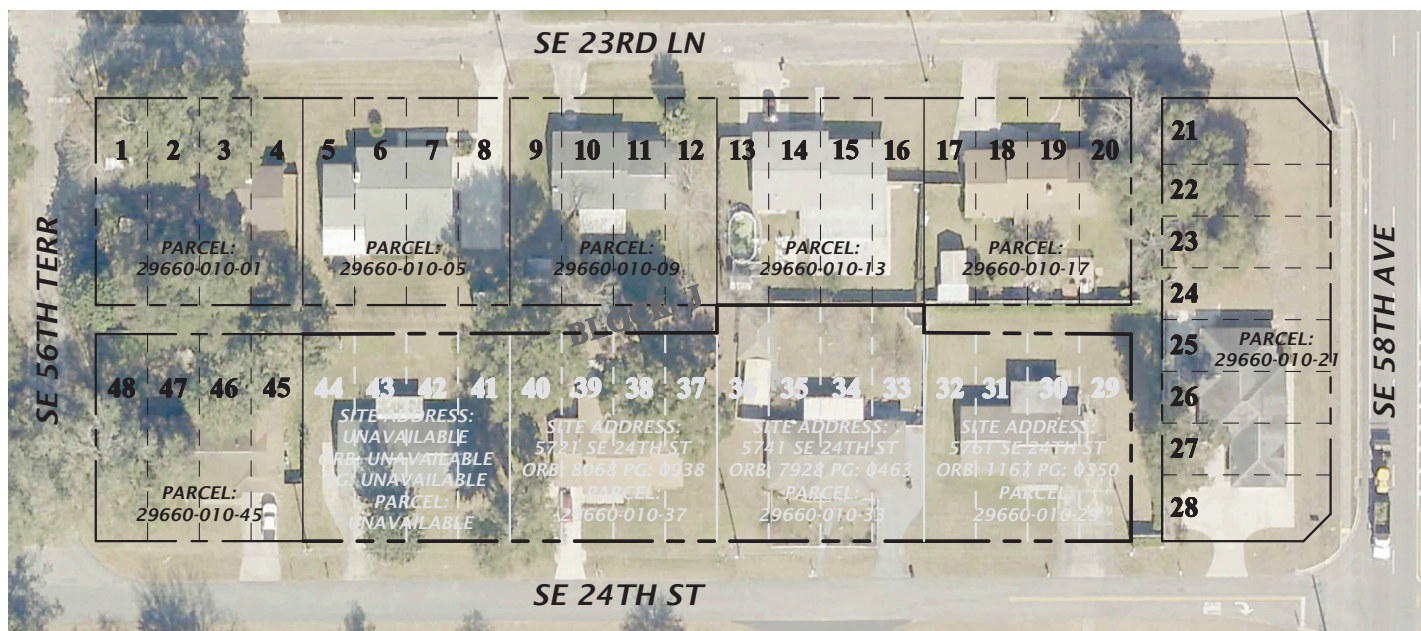 SE 23RD LN
1 2 3 4 5 6 7 8 9 10 11 12 13 14 15 16 17 18 19 20
21
22
23
24
25
26
27
28
PARCEL:
29660-010-01
PARCEL:
29660-010-05
PARCEL:
29660-010-09
PARCEL:
29660-010-13
PARCEL:
29660-010-17
PARCEL:
29660-010-21
SE 56TH TERR
SE 58TH AVE
BLOCK J
48 47 46 45 44 43 42 41 40 39 38 37 36 35 34 33 32 31 30 29
PARCEL:
29660-010-45
SITE ADDRESS:
UNAVAILABLE
ORB: UNAVAILABLE
PG: UNAVAILABLE
PARCEL:
UNAVAILABLE
SITE ADDRESS:
5721 SE 24TH ST
ORB: 8068 PG: 0938
PARCEL:
29660-010-37
SITE ADDRESS:
5741 SE 24TH ST
ORB: 7928 PG: 0463
PARCEL:
29660-010-33
SITE ADDRESS:
5761 SE 24TH ST
ORB: 1167 PG: 0350
PARCEL:
29660-010-29
SE 24TH ST